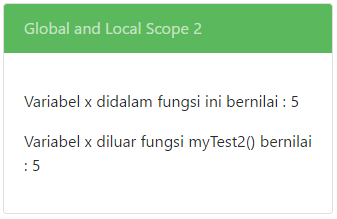 Global and Local Scope 2
Variabel x didalam fungsi ini bernilai : 5
Variabel x diluar fungsi myTest2() bernilai
: 5